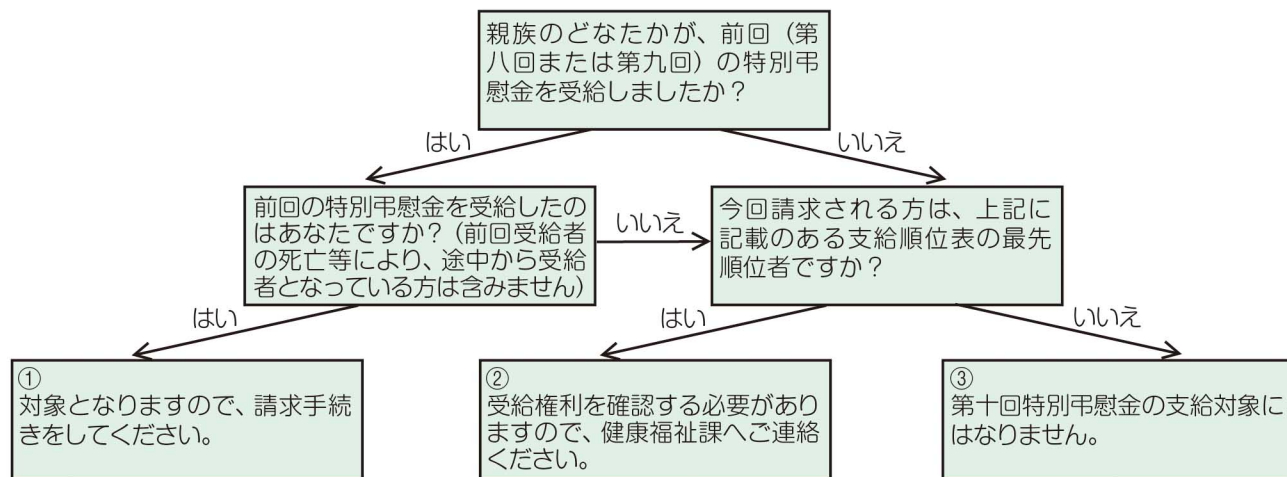 親族のどなたかが、前回（第
八回または第九回）の特別弔
慰金を受給しましたか？
はい
いいえ
前回の特別弔慰金を受給したの
はあなたですか？（前回受給者
の死亡等により、途中から受給
者となっている方は含みません）
いいえ
今回請求される方は、上記に
記載のある支給順位表の最先
順位者ですか？
はい
はい
いいえ
①
対象となりますので、請求手続
きをしてください。
②
受給権利を確認する必要があり
ますので、健康福祉課へご連絡
ください。
③
第十回特別弔慰金の支給対象に
はなりません。